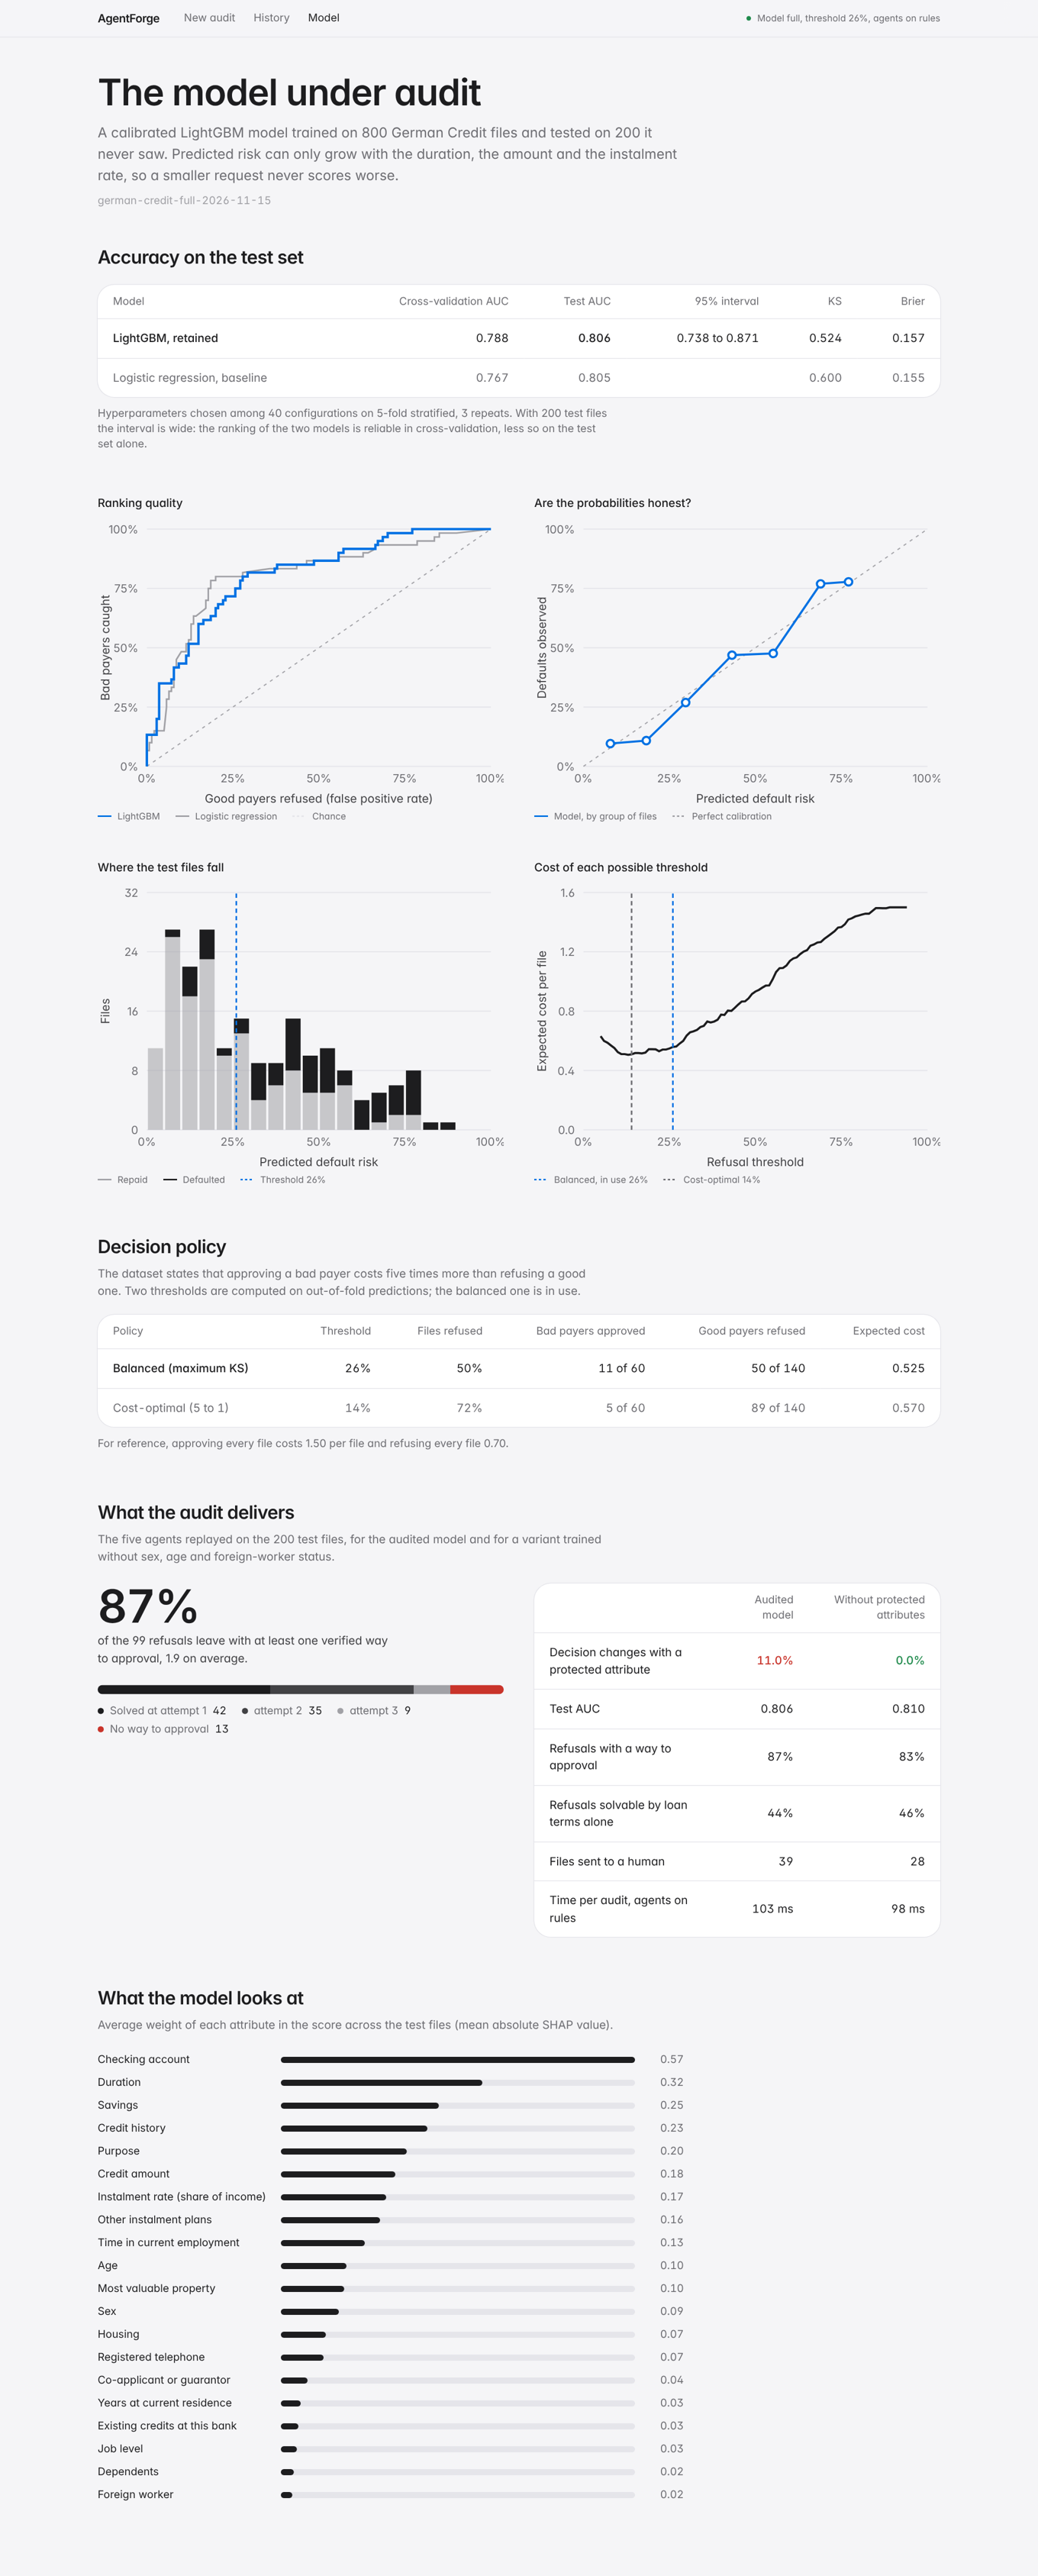 AgentForge New audit History Model Model full, threshold 26%, agents on rules
The model under audit
A calibrated LightGBM model trained on 800 German Credit files and tested on 200 it
never saw. Predicted risk can only grow with the duration, the amount and the instalment
rate, so a smaller request never scores worse.
german-credit-full-2026-11-15
Accuracy on the test set
Model Cross-validation AUC Test AUC 95% interval KS Brier
LightGBM, retained 0.788 0.806 0.738 to 0.871 0.524 0.157
Logistic regression, baseline 0.767 0.805 0.600 0.155
Hyperparameters chosen among 40 configurations on 5-fold stratified, 3 repeats. With 200 test files
the interval is wide: the ranking of the two models is reliable in cross-validation, less so on the test
set alone.
Ranking quality
100%
75%
50%
25%
0%
Bad payers caught
0% 25% 50% 75% 100%
Good payers refused (false positive rate)
LightGBM Logistic regression Chance
Are the probabilities honest?
100%
75%
50%
25%
0%
Defaults observed
0% 25% 50% 75% 100%
Predicted default risk
Model, by group of files Perfect calibration
Where the test files fall
32
24
16
8
0
Files
0% 25% 50% 75% 100%
Predicted default risk
Repaid Defaulted Threshold 26%
Cost of each possible threshold
1.6
1.2
0.8
0.4
0.0
Expected cost per file
0% 25% 50% 75% 100%
Refusal threshold
Balanced, in use 26% Cost-optimal 14%
Decision policy
The dataset states that approving a bad payer costs five times more than refusing a good
one. Two thresholds are computed on out-of-fold predictions; the balanced one is in use.
Policy Threshold Files refused Bad payers approved Good payers refused Expected cost
Balanced (maximum KS) 26% 50% 11 of 60 50 of 140 0.525
Cost-optimal (5 to 1) 14% 72% 5 of 60 89 of 140 0.570
For reference, approving every file costs 1.50 per file and refusing every file 0.70.
What the audit delivers
The five agents replayed on the 200 test files, for the audited model and for a variant trained
without sex, age and foreign-worker status.
87%
of the 99 refusals leave with at least one verified way
to approval, 1.9 on average.
Solved at attempt 1 42 attempt 2 35 attempt 3 9
No way to approval 13
Audited Without protected
model attributes
Decision changes with a
protected attribute 11.0% 0.0%
Test AUC 0.806 0.810
Refusals with a way to
approval 87% 83%
Refusals solvable by loan
terms alone 44% 46%
Files sent to a human 39 28
Time per audit, agents on
rules 103 ms 98 ms
What the model looks at
Average weight of each attribute in the score across the test files (mean absolute SHAP value).
Checking account 0.57
Duration 0.32
Savings 0.25
Credit history 0.23
Purpose 0.20
Credit amount 0.18
Instalment rate (share of income) 0.17
Other instalment plans 0.16
Time in current employment 0.13
Age 0.10
Most valuable property 0.10
Sex 0.09
Housing 0.07
Registered telephone 0.07
Co-applicant or guarantor 0.04
Years at current residence 0.03
Existing credits at this bank 0.03
Job level 0.03
Dependents 0.02
Foreign worker 0.02